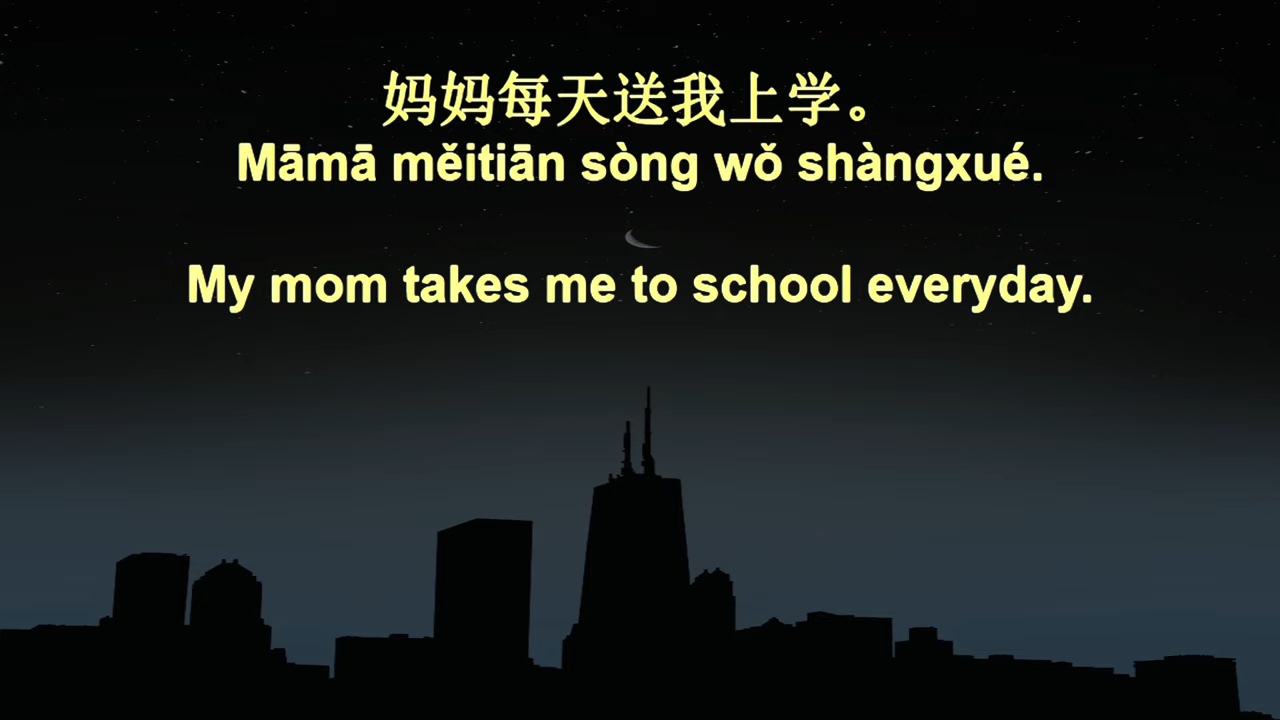 妈妈每天送我上学。
Māmā měitiān sòng wǒ shàngxué.
My mom takes me to school everyday.